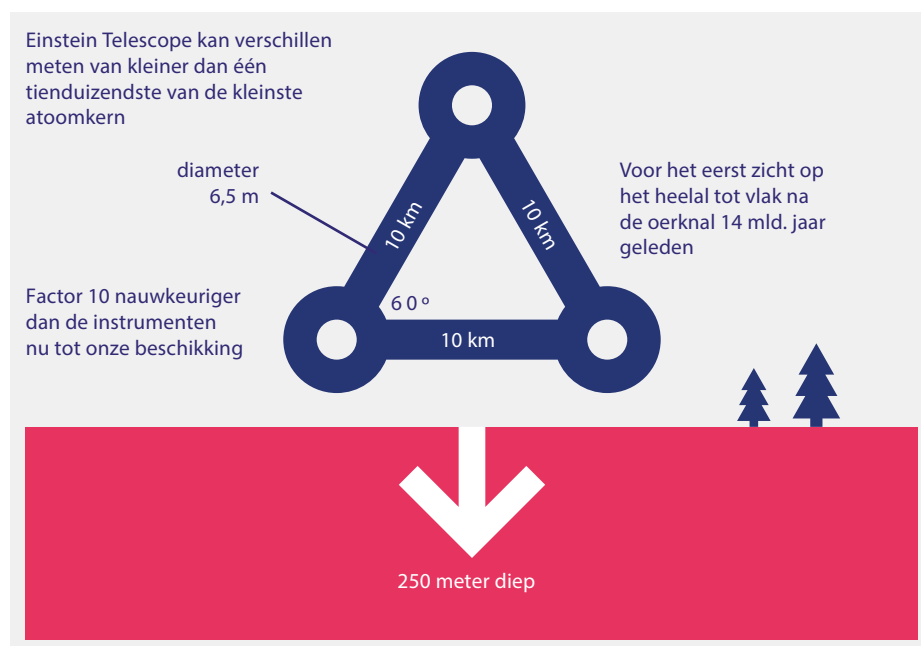 Einstein Telescope kan verschillen
meten van kleiner dan één
tienduizendste van de kleinste
atoomkern
diameter
6,5 m
10 km
10 km
Voor het eerst zicht op
het heelal tot vlak na
de oerknal 14 mld. jaar
geleden
Factor 10 nauwkeuriger
dan de instrumenten
nu tot onze beschikking
60º
10 km
250 meter diep